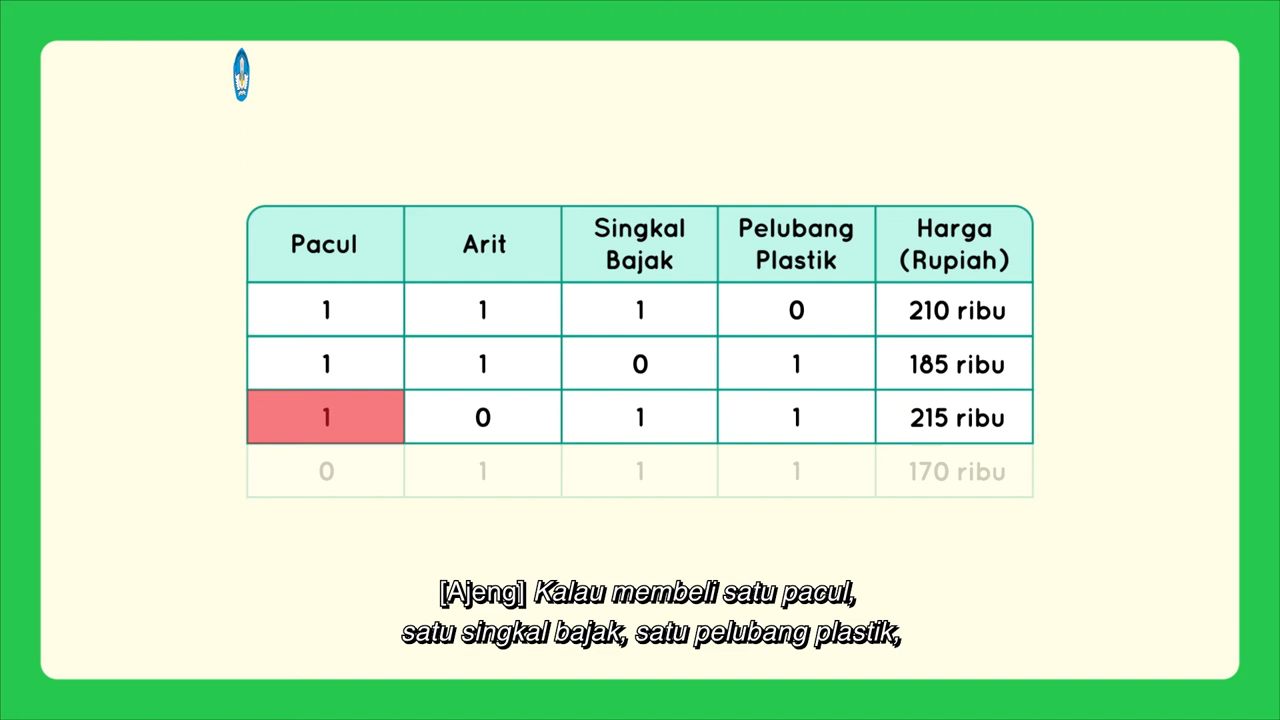 Pacul Arit Singkal Bajak Pelubang Plastik Harga (Rupiah)
1 1 1 0 210 ribu
1 1 0 1 185 ribu
1 0 1 1 215 ribu
0 1 1 1 170 ribu
[Ajeng] Kalau membeli satu pacul,
satu singkal bajak, satu pelubang plastik,